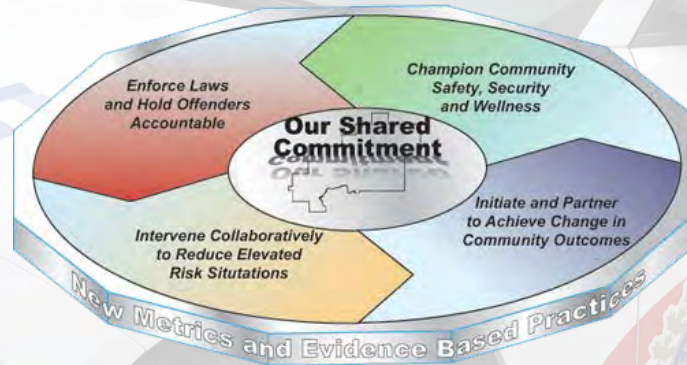 Enforce Laws
and Hold Offenders
Accountable
Champion Community
Safety, Security
and Wellness
Our Shared
Commitment
Intervene Collaboratively
to Reduce Elevated
Risk Situtations
Initiate and Partner
to Achieve Change in
Community Outcomes
New Metrics and Evidence Based Practices